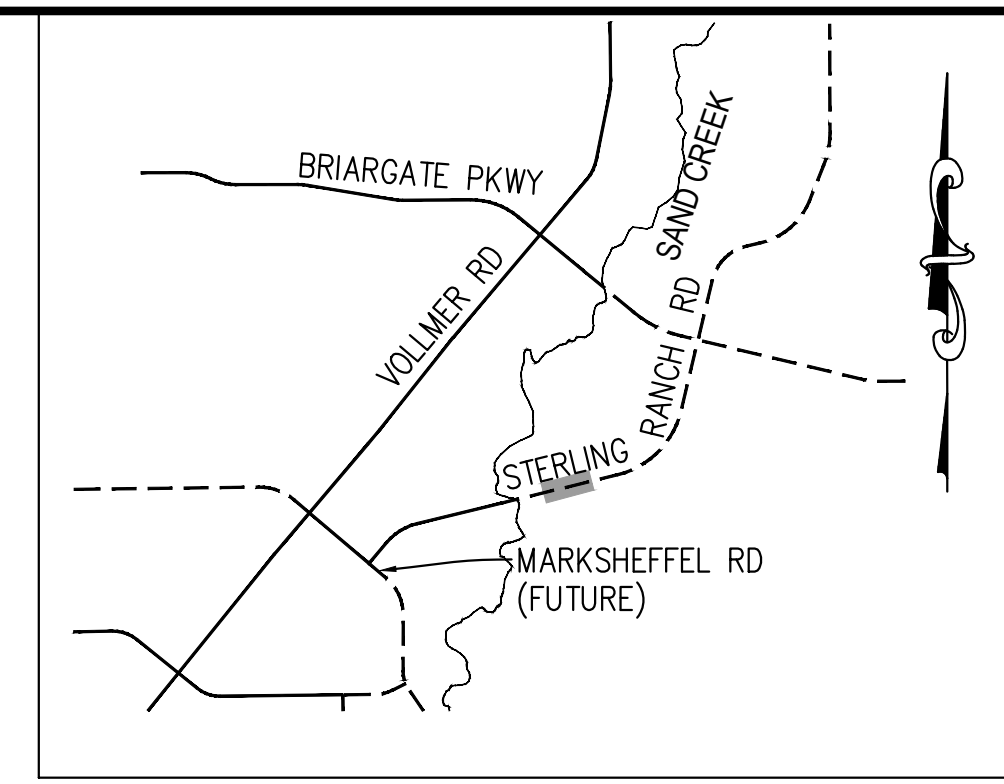 BRIARGATE PKWY
SAND CREEK
VOLLMER RD
STERLING RANCH RD
MARKSHEFFEL RD
(FUTURE)